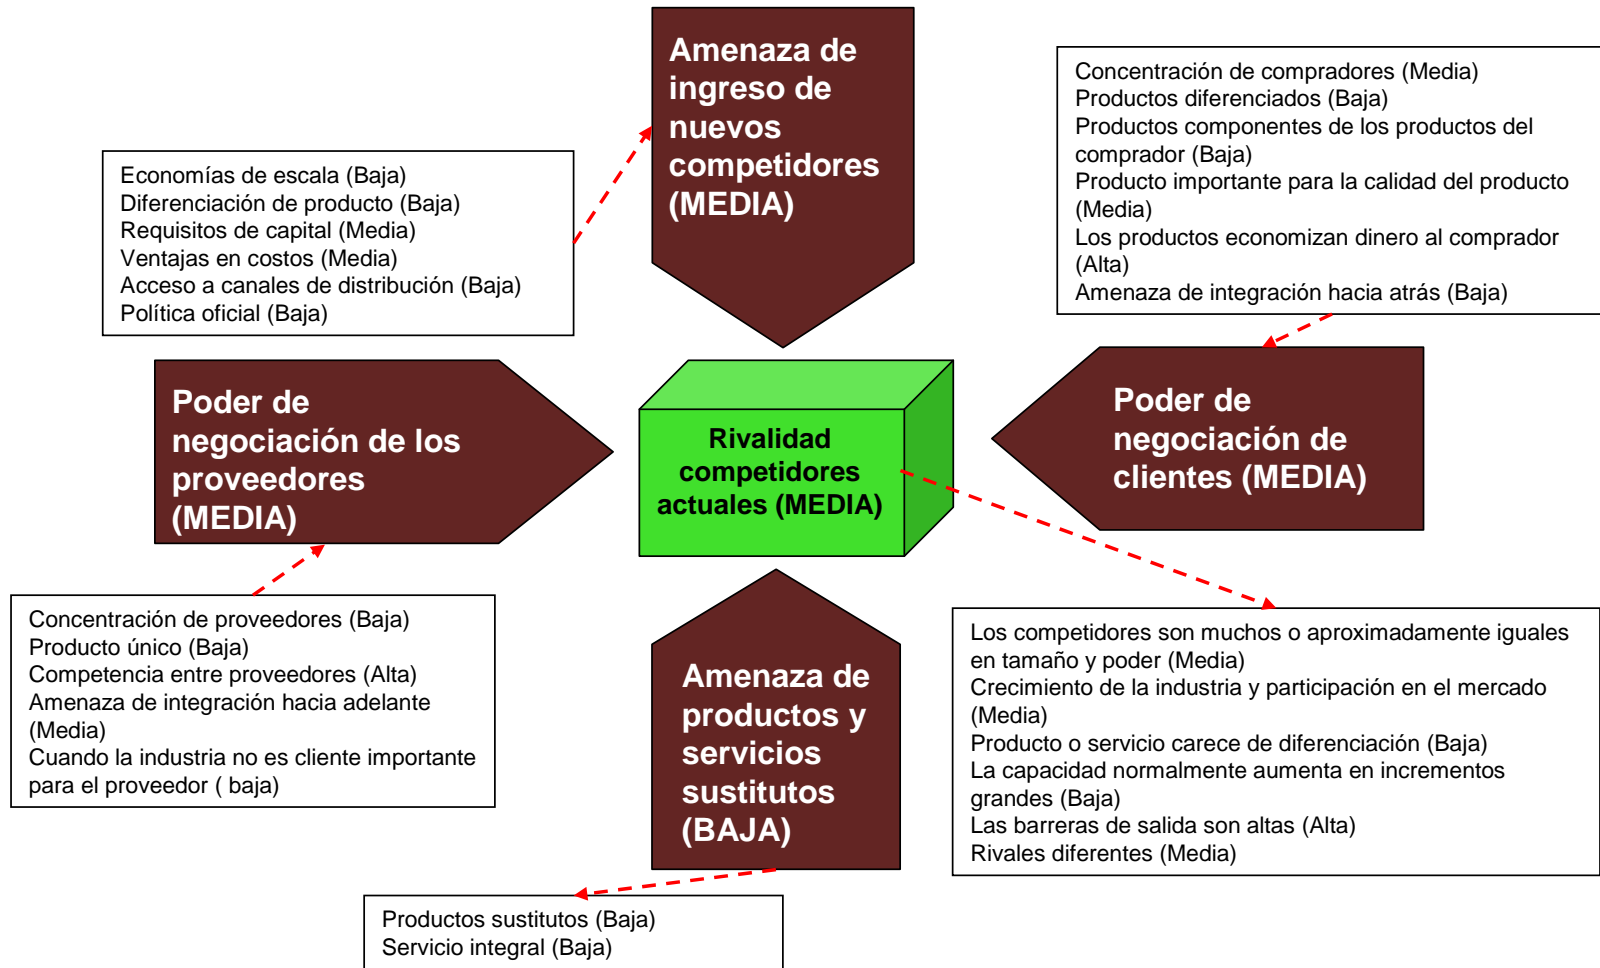 Amenaza de
ingreso de
nuevos
competidores
(MEDIA)
Concentración de compradores (Media)
Productos diferenciados (Baja)
Productos componentes de los productos del
comprador (Baja)
Producto importante para la calidad del producto
(Media)
Los productos economizan dinero al comprador
(Alta)
Amenaza de integración hacia atrás (Baja)
Economías de escala (Baja)
Diferenciación de producto (Baja)
Requisitos de capital (Media)
Ventajas en costos (Media)
Acceso a canales de distribución (Baja)
Política oficial (Baja)
Poder de
negociación de los
proveedores
(MEDIA)
Rivalidad
competidores
actuales (MEDIA)
Poder de
negociación de
clientes (MEDIA)
Concentración de proveedores (Baja)
Producto único (Baja)
Competencia entre proveedores (Alta)
Amenaza de integración hacia adelante
(Media)
Cuando la industria no es cliente importante
para el proveedor ( baja)
Amenaza de
productos y
servicios
sustitutos
(BAJA)
Los competidores son muchos o aproximadamente iguales
en tamaño y poder (Media)
Crecimiento de la industria y participación en el mercado
(Media)
Producto o servicio carece de diferenciación (Baja)
La capacidad normalmente aumenta en incrementos
grandes (Baja)
Las barreras de salida son altas (Alta)
Rivales diferentes (Media)
Productos sustitutos (Baja)
Servicio integral (Baja)